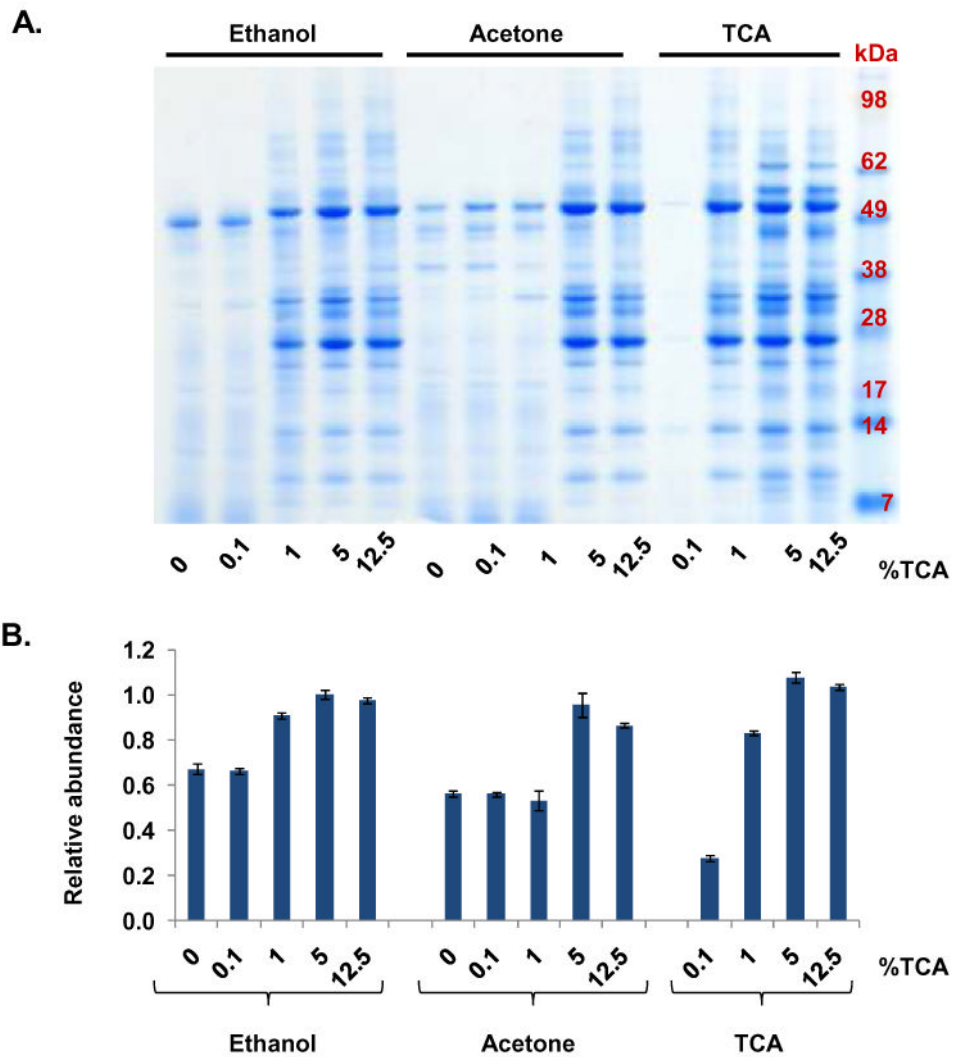 A.
Ethanol Acetone TCA
kDa
98
62
49
38
28
17
14
7
0 0.1 1 5 12.5 0 0.1 1 5 12.5 0.1 1 5 12.5 %TCA
B.
Relative abundance
1.2
1.0
0.8
0.6
0.4
0.2
0.0
0 0.1 1 5 12.5 0 0.1 1 5 12.5 0.1 1 5 12.5 %TCA
Ethanol Acetone TCA